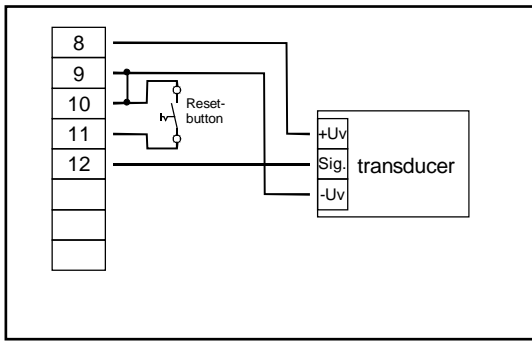 8
9
10
11
12
Reset-
button
+Uv
Sig.
-Uv
transducer